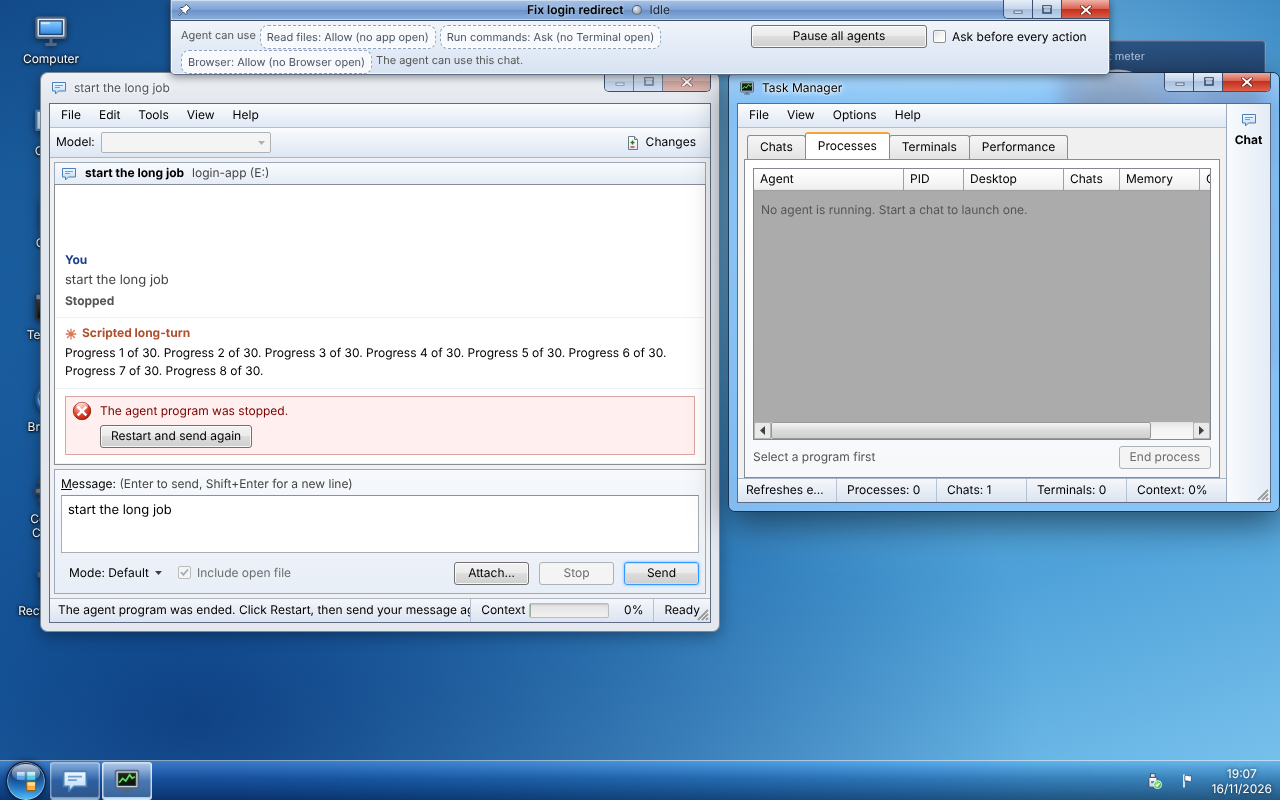 Fix login redirect Idle
Agent can use Read files: Allow (no app open) Run commands: Ask (no Terminal open)
Browser: Allow (no Browser open) The agent can use this chat.
Pause all agents Ask before every action
Computer
meter
start the long job
File Edit Tools View Help
Model:
Changes
start the long job login-app (E:)
You
start the long job
Stopped
Scripted long-turn
Progress 1 of 30. Progress 2 of 30. Progress 3 of 30. Progress 4 of 30. Progress 5 of 30. Progress 6 of 30.
Progress 7 of 30. Progress 8 of 30.
The agent program was stopped.
Restart and send again
Message: (Enter to send, Shift+Enter for a new line)
start the long job
Mode: Default Include open file Attach... Stop Send
The agent program was ended. Click Restart, then send your message ag Context 0% Ready
Task Manager
File View Options Help
Chats Processes Terminals Performance
Agent PID Desktop Chats Memory
No agent is running. Start a chat to launch one.
Select a program first End process
Refreshes e... Processes: 0 Chats: 1 Terminals: 0 Context: 0%
Chat
19:07
16/11/2026